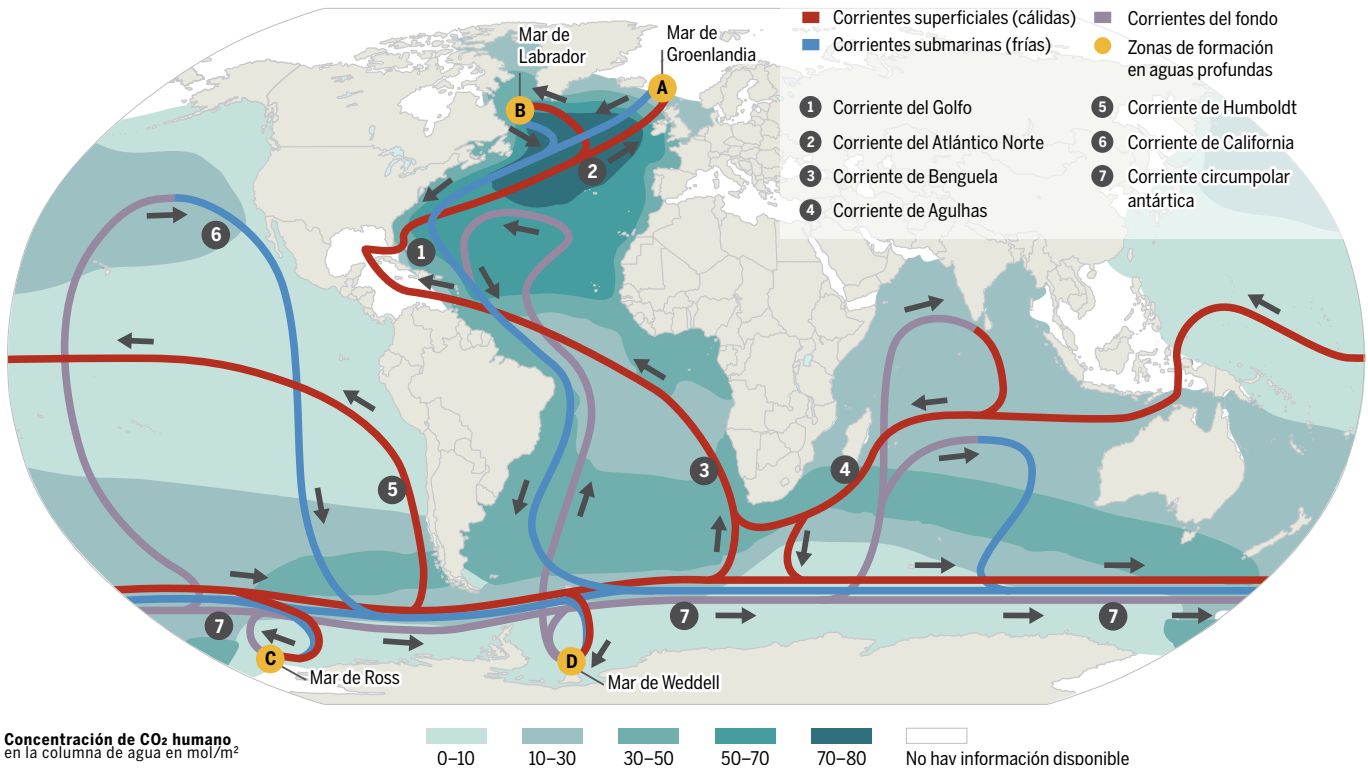 Corrientes superficiales (cálidas)
Corrientes submarinas (frías)
Corrientes del fondo
Zonas de formación
en aguas profundas
1 Corriente del Golfo
2 Corriente del Atlántico Norte
3 Corriente de Benguela
4 Corriente de Agulhas
5 Corriente de Humboldt
6 Corriente de California
7 Corriente circumpolar
antártica
Mar de
Labrador
Mar de
Groenlandia
A
B
2
6
1
3
4
5
7
7
7
C
D
Mar de Ross
Mar de Weddell
Concentración de CO₂ humano
en la columna de agua en mol/m²
0–10
10–30
30–50
50–70
70–80
No hay información disponible